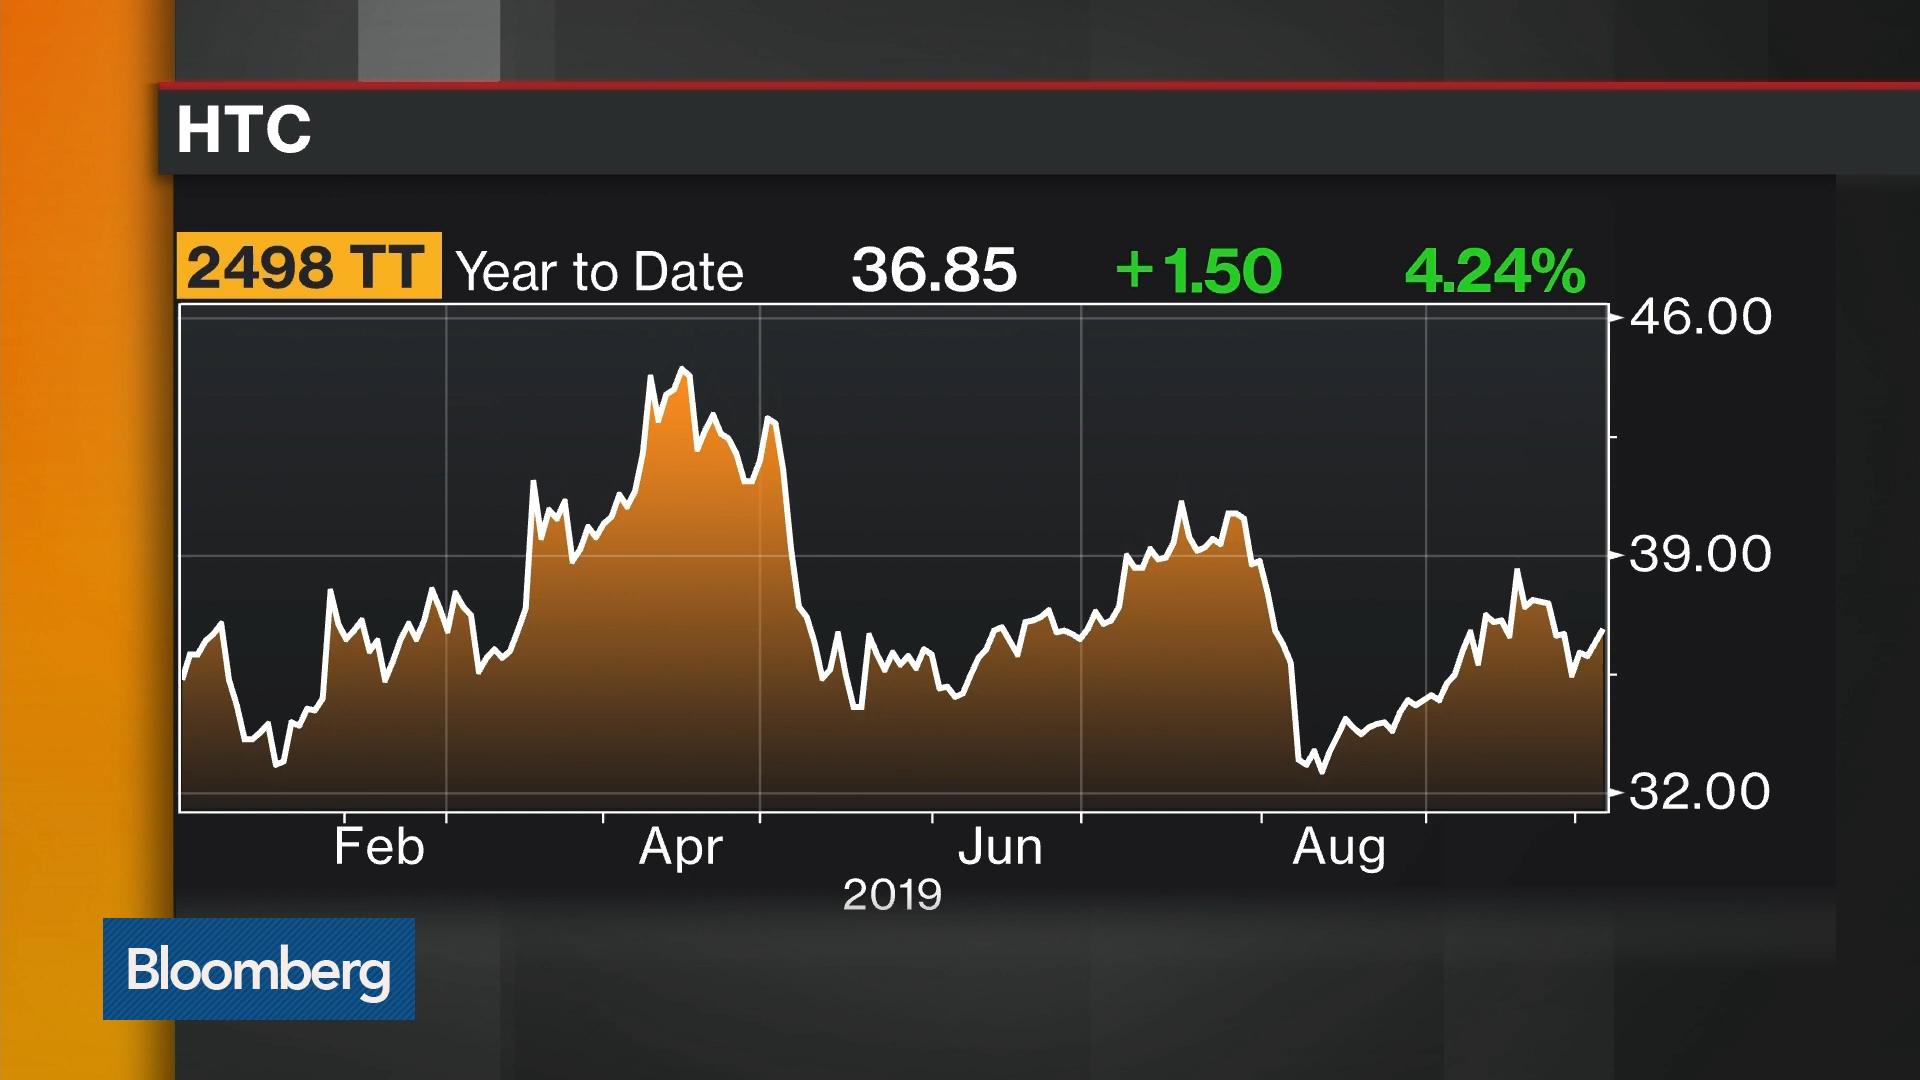 HTC
2498 TT Year to Date 36.85 +1.50 4.24%
46.00
39.00
32.00
Feb Apr Jun Aug
2019
Bloomberg